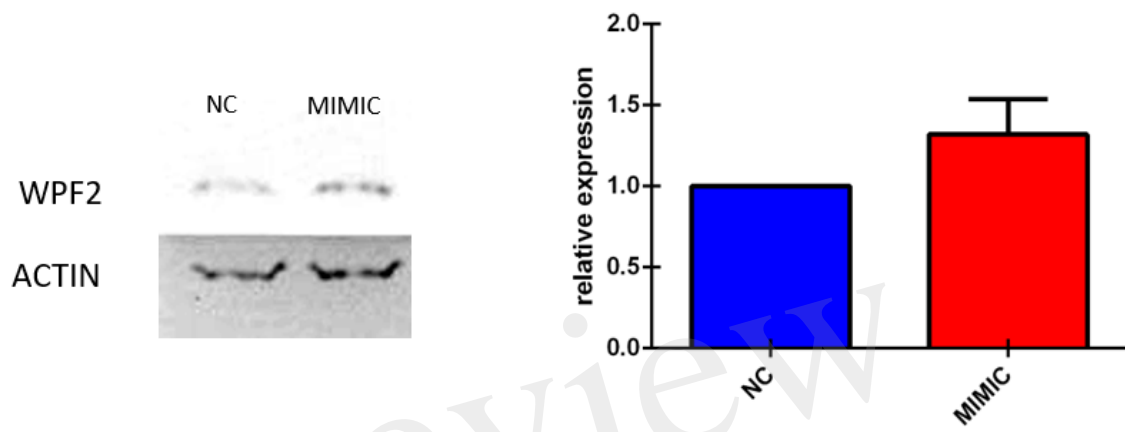 NC MIMIC
WPF2
ACTIN
relative expression
2.0
1.5
1.0
0.5
0.0
NC
MIMIC
eview